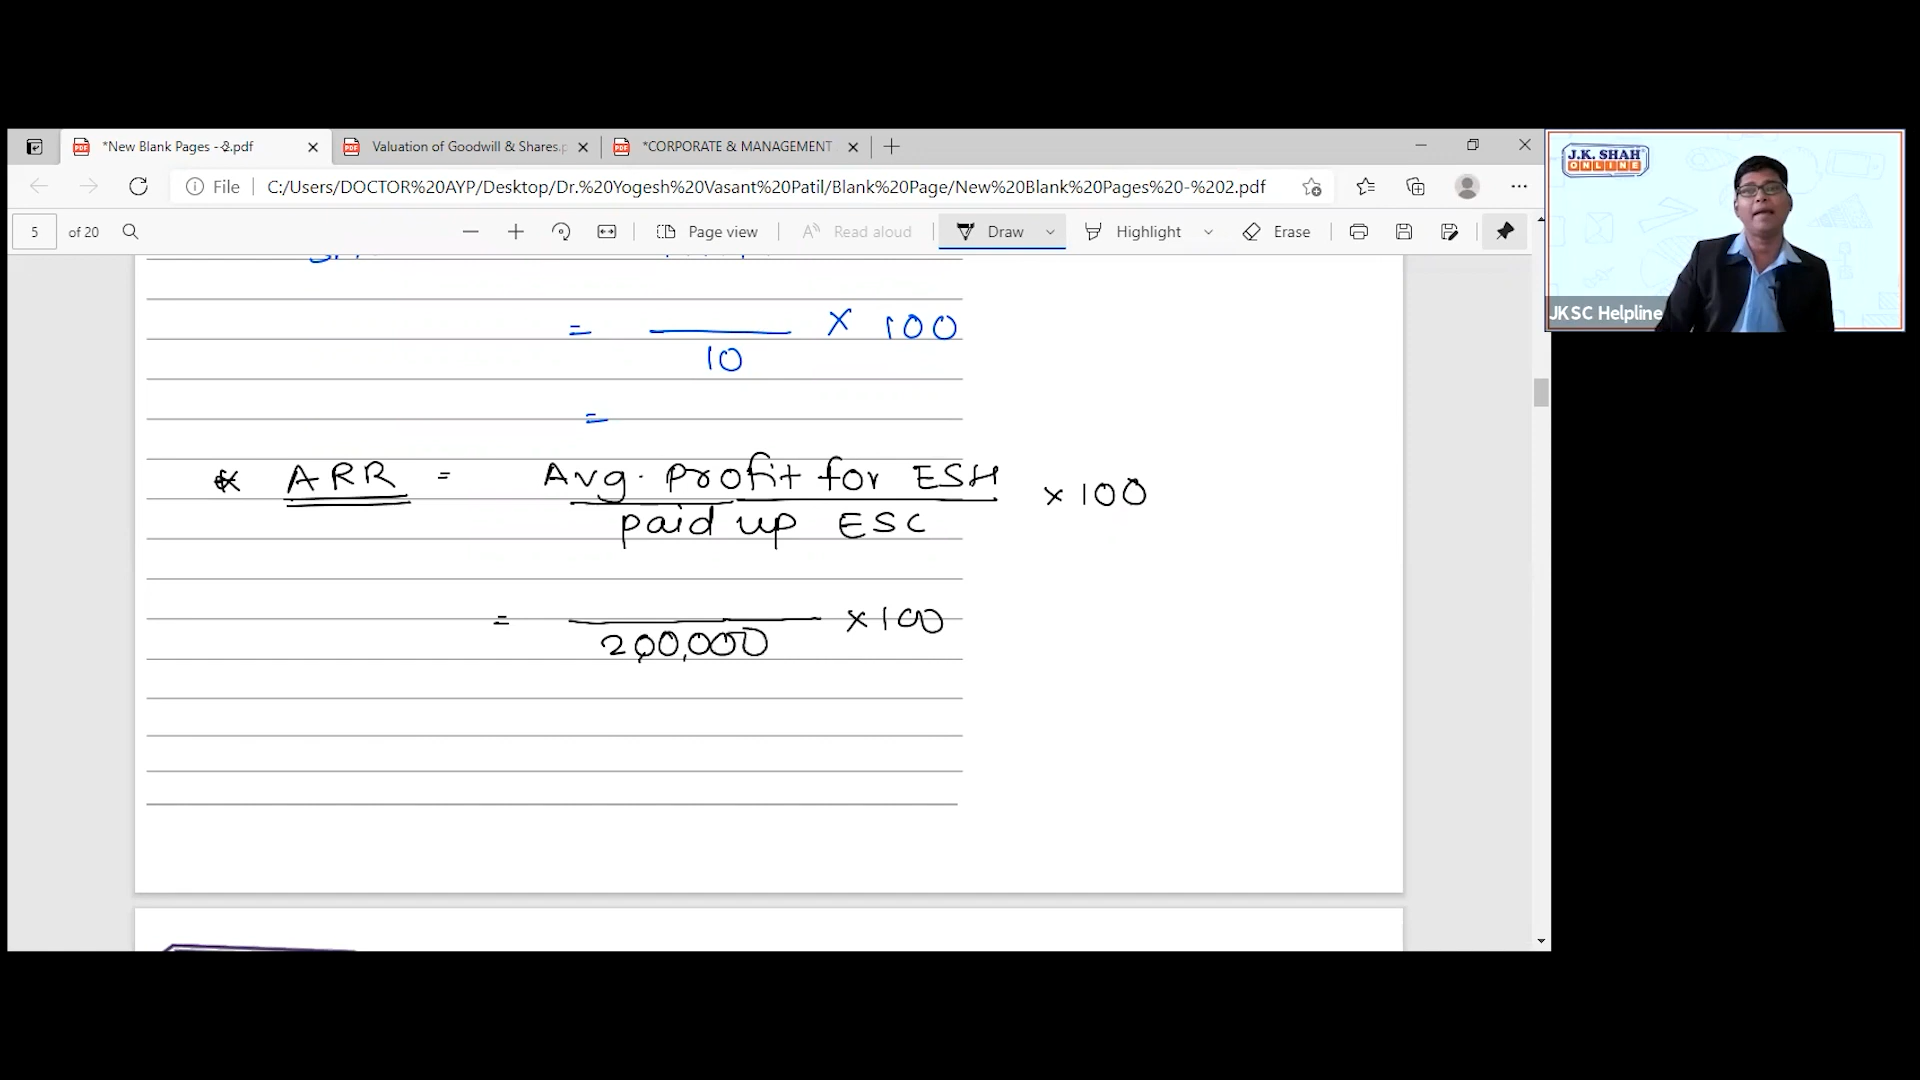 *New Blank Pages - 2.pdf
Valuation of Goodwill & Shares.p
*CORPORATE & MANAGEMENT
File
C:/Users/DOCTOR%20AYP/Desktop/Dr.%20Yogesh%20Vasant%20Patil/Blank%20Page/New%20Blank%20Pages%20-%202.pdf
5 of 20
Page view
Read aloud
Draw
Highlight
Erase
J.K. SHAH
ONLINE
JKSC Helpline
= ——— × 100
10
=
* ARR = Avg. profit for ESH × 100
paid up ESC
= ——— × 100
200,000